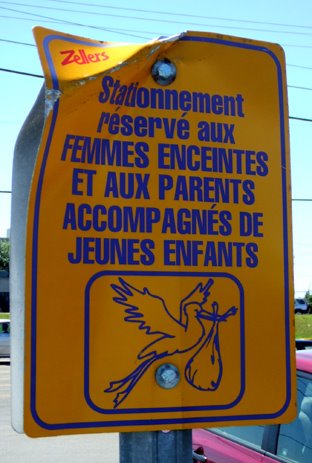 Zellers
Stationnement
réservé aux
FEMMES ENCEINTES
ET AUX PARENTS
ACCOMPAGNÉS DE
JEUNES ENFANTS